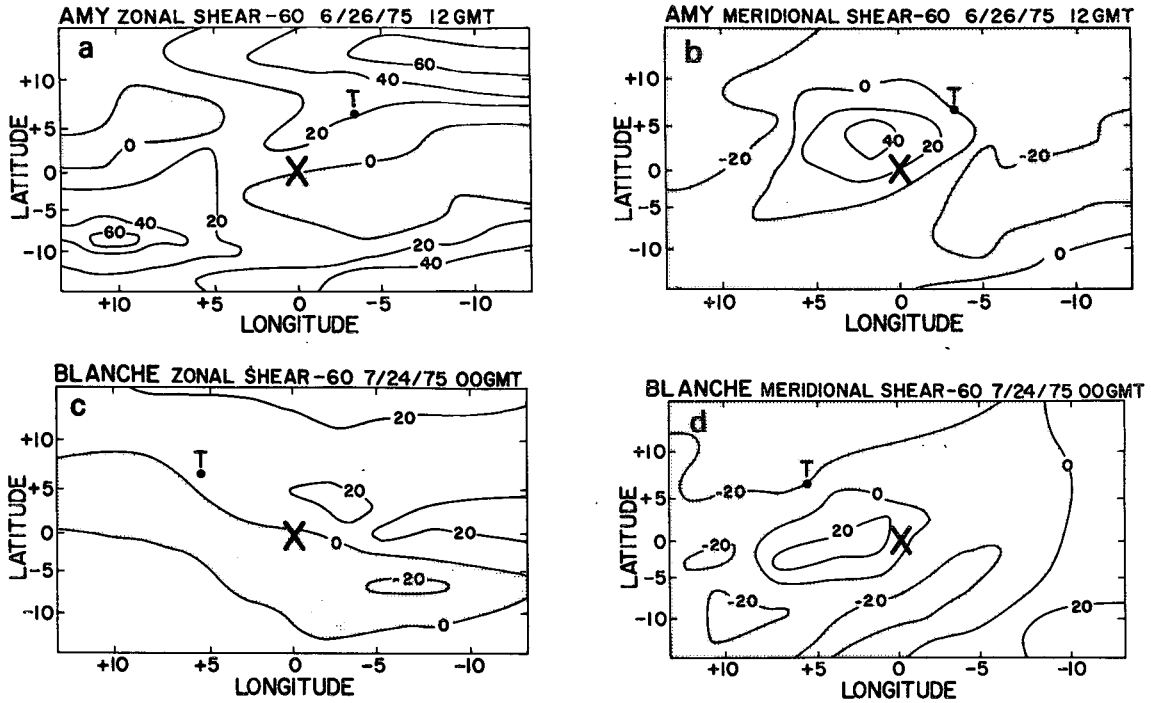 AMY ZONAL SHEAR-60 6/26/75 12GMT
a
60
40
T
20
0
0
X
60
40
20
20
40
+10
+5
0
-5
-10
LATITUDE
+10 +5 0 -5 -10
LONGITUDE
AMY MERIDIONAL SHEAR-60 6/26/75 12GMT
b
0
T
40
20
-20
-20
X
0
+10
+5
0
-5
-10
LATITUDE
+10 +5 0 -5 -10
LONGITUDE
BLANCHE ZONAL SHEAR-60 7/24/75 00GMT
c
20
T
20
X
0
20
-20
0
+10
+5
0
-5
-10
LATITUDE
+10 +5 0 -5 -10
LONGITUDE
BLANCHE MERIDIONAL SHEAR-60 7/24/75 00GMT
d
T
0
-20
0
20
X
-20
-20
-20
20
+10
+5
0
-5
-10
LATITUDE
+10 +5 0 -5 -10
LONGITUDE